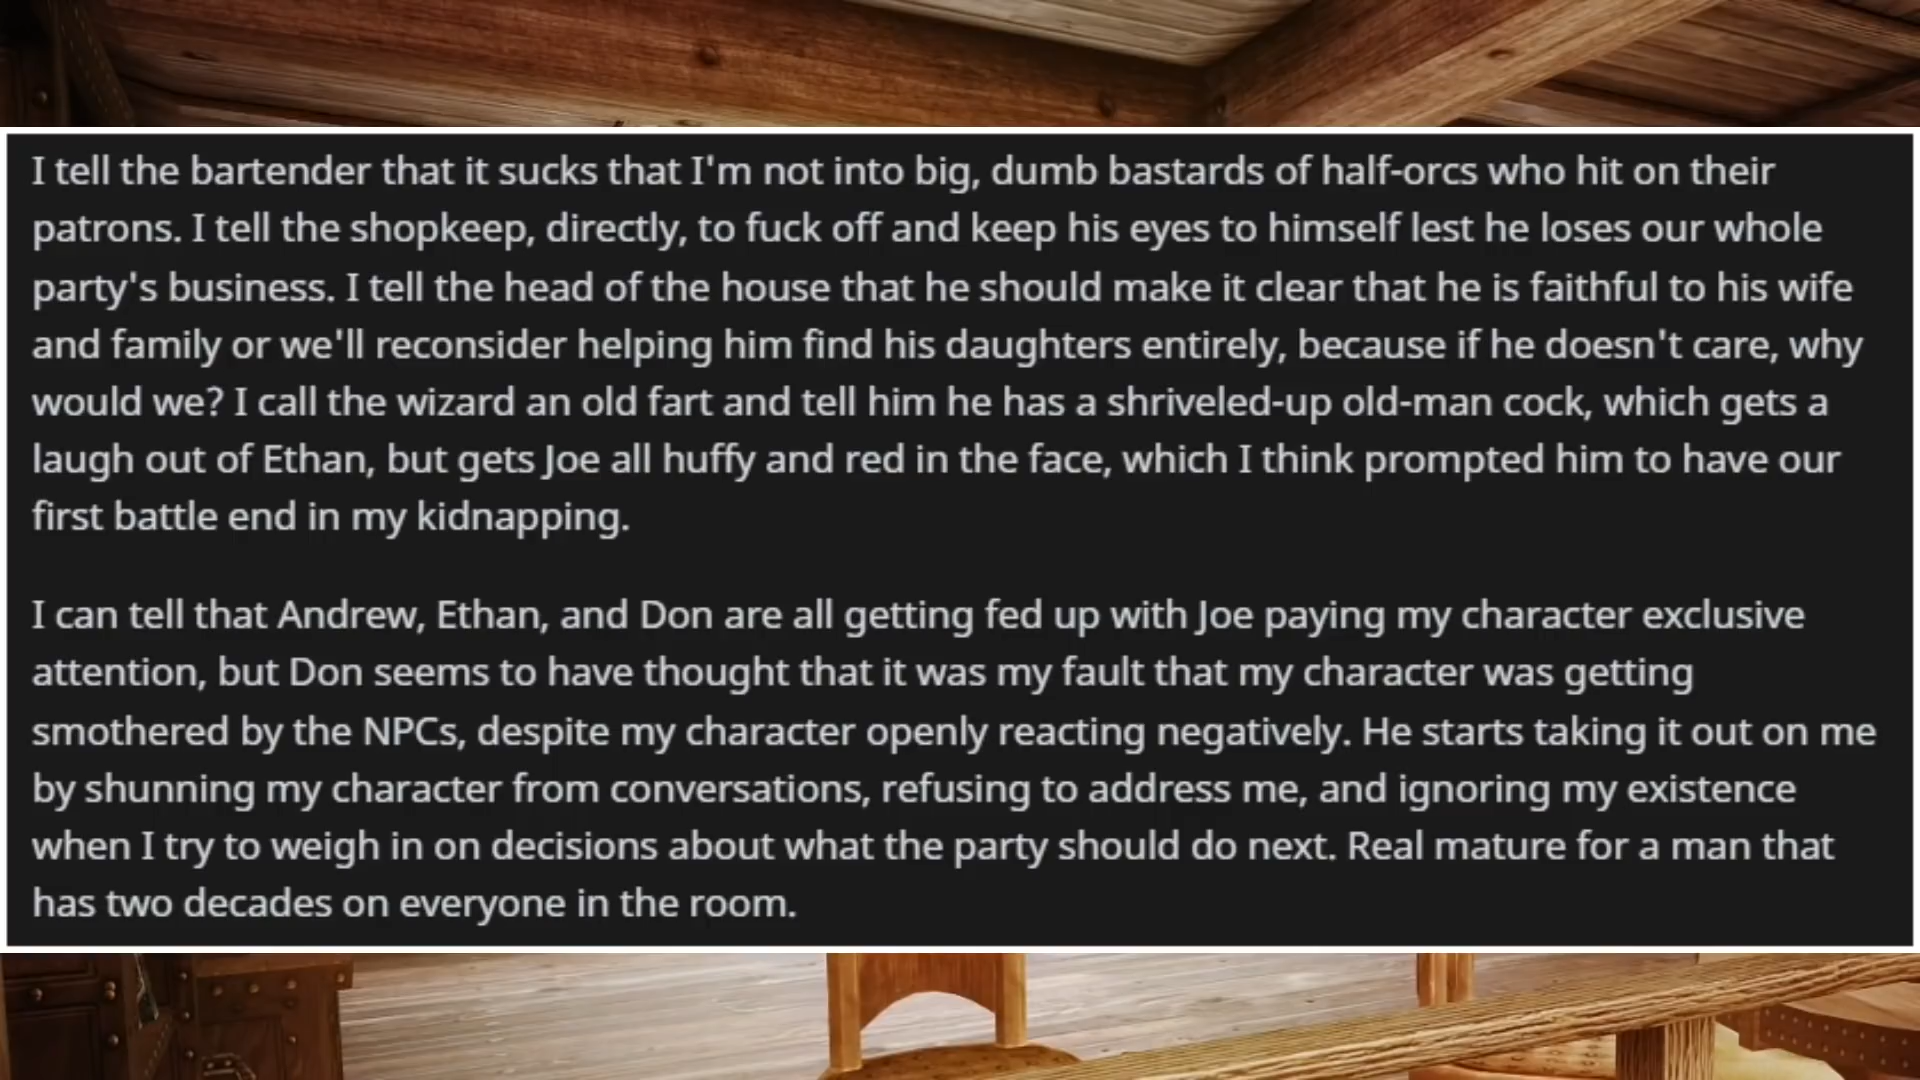 I tell the bartender that it sucks that I'm not into big, dumb bastards of half-orcs who hit on their
patrons. I tell the shopkeep, directly, to fuck off and keep his eyes to himself lest he loses our whole
party's business. I tell the head of the house that he should make it clear that he is faithful to his wife
and family or we'll reconsider helping him find his daughters entirely, because if he doesn't care, why
would we? I call the wizard an old fart and tell him he has a shriveled-up old-man cock, which gets a
laugh out of Ethan, but gets Joe all huffy and red in the face, which I think prompted him to have our
first battle end in my kidnapping.
I can tell that Andrew, Ethan, and Don are all getting fed up with Joe paying my character exclusive
attention, but Don seems to have thought that it was my fault that my character was getting
smothered by the NPCs, despite my character openly reacting negatively. He starts taking it out on me
by shunning my character from conversations, refusing to address me, and ignoring my existence
when I try to weigh in on decisions about what the party should do next. Real mature for a man that
has two decades on everyone in the room.